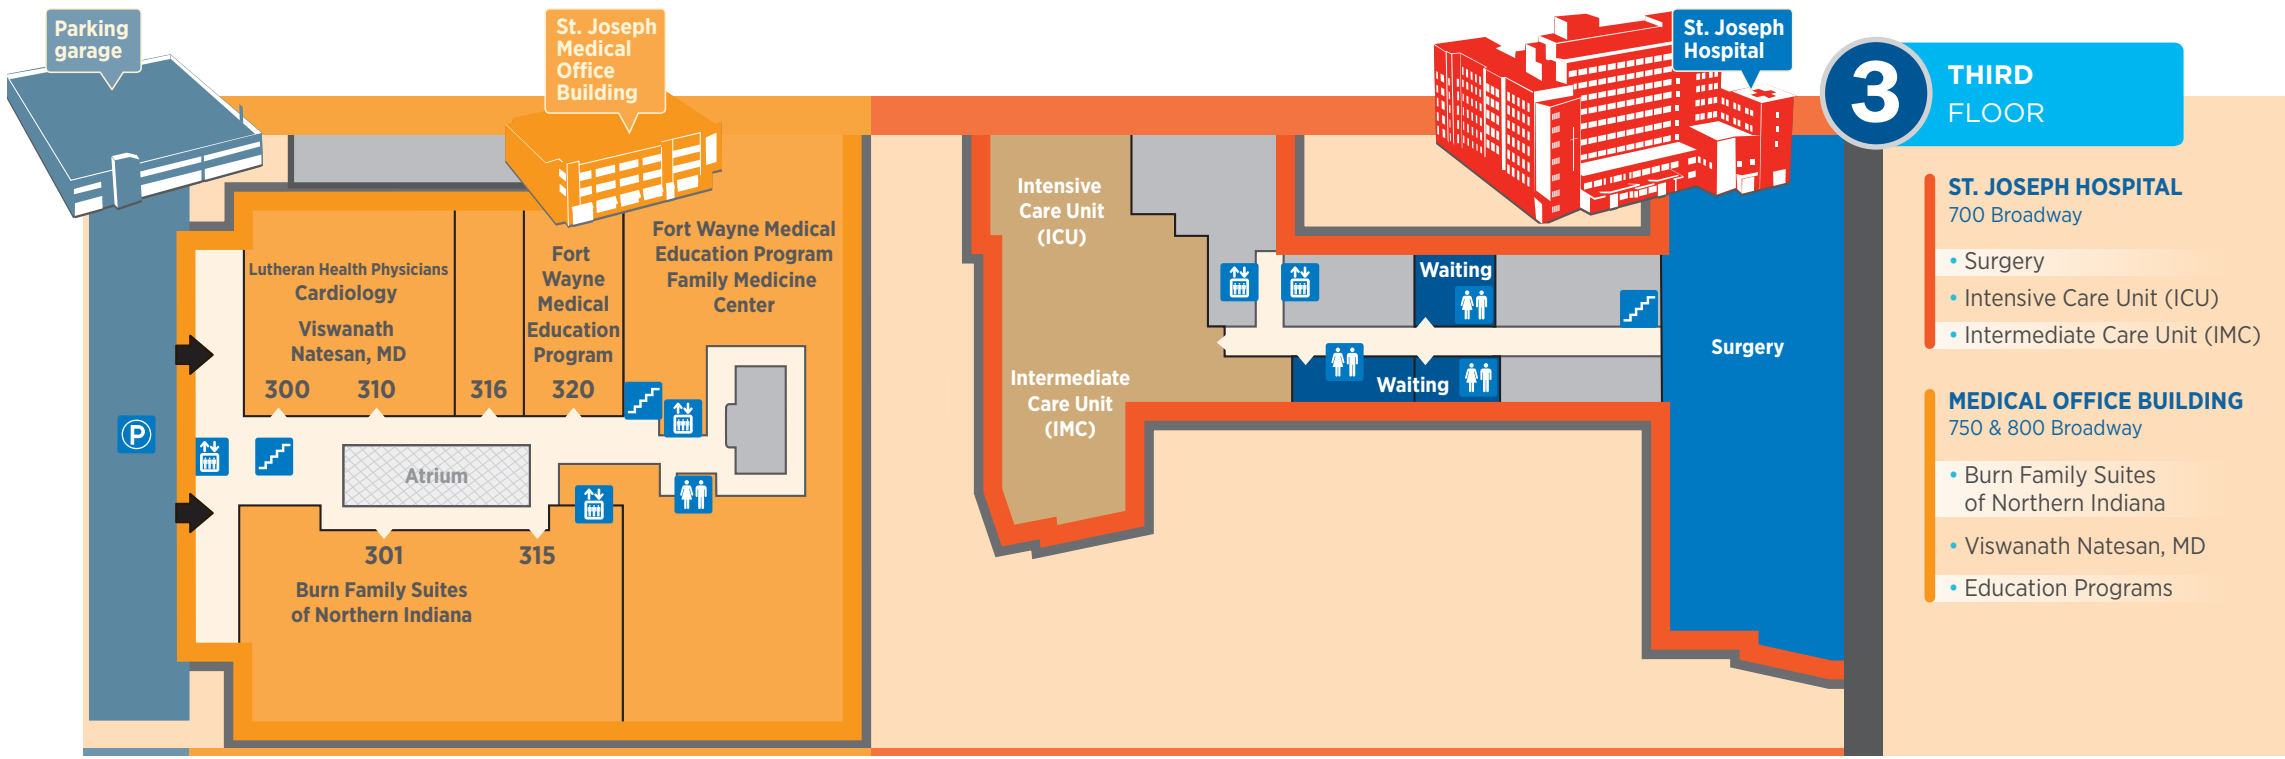 Parking
garage
St. Joseph
Medical
Office
Building
St. Joseph
Hospital
3
THIRD
FLOOR
Lutheran Health Physicians
Cardiology
Viswanath
Natesan, MD
300
310
316
Fort
Wayne
Medical
Education
Program
320
Fort Wayne Medical
Education Program
Family Medicine
Center
P
Atrium
301
315
Burn Family Suites
of Northern Indiana
Intensive
Care Unit
(ICU)
Intermediate
Care Unit
(IMC)
Waiting
Waiting
Surgery
ST. JOSEPH HOSPITAL
700 Broadway
• Surgery
• Intensive Care Unit (ICU)
• Intermediate Care Unit (IMC)
MEDICAL OFFICE BUILDING
750 & 800 Broadway
• Burn Family Suites
of Northern Indiana
• Viswanath Natesan, MD
• Education Programs